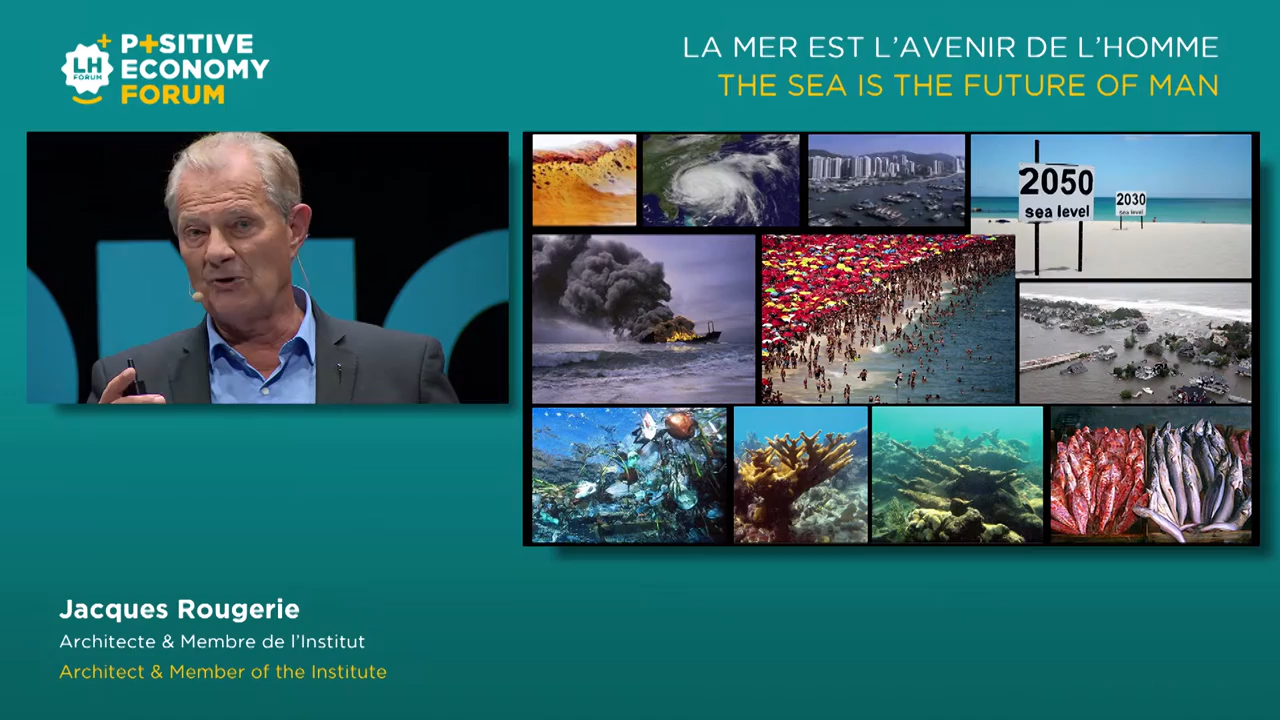 P+SITIVE
ECONOMY
FORUM
LH
FORUM
LA MER EST L'AVENIR DE L'HOMME
THE SEA IS THE FUTURE OF MAN
2050
sea level
2030
sea level
Jacques Rougerie
Architecte & Membre de l'Institut
Architect & Member of the Institute